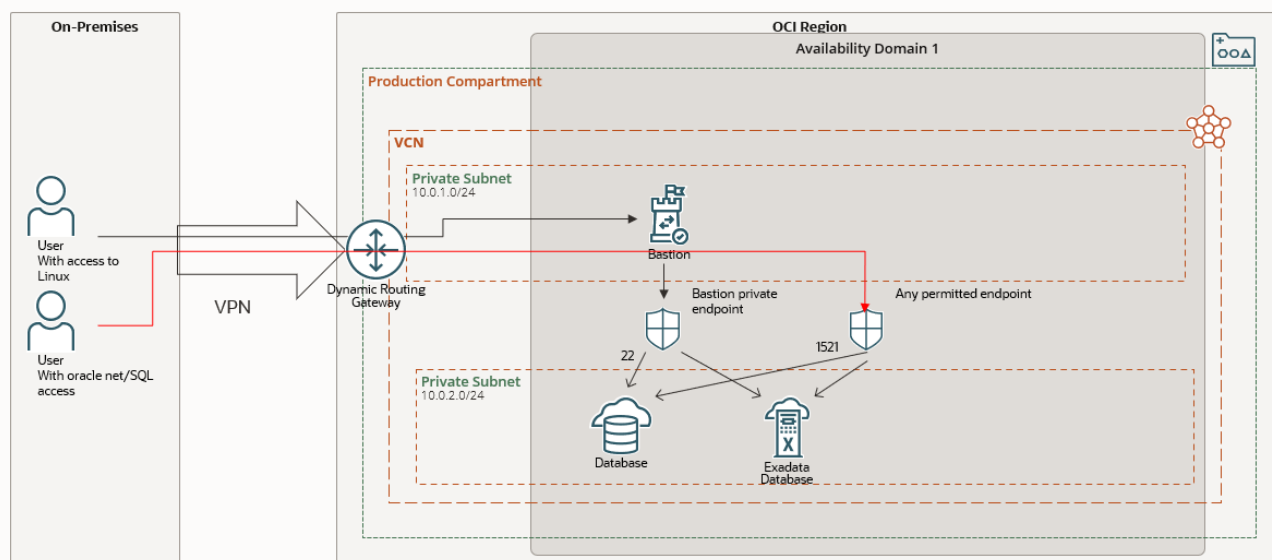 On-Premises
OCI Region
Availability Domain 1
Production Compartment
VCN
Private Subnet
10.0.1.0/24
User
With access to
Linux
Bastion
Dynamic Routing
Gateway
VPN
Bastion private
endpoint
Any permitted endpoint
User
With oracle net/SQL
access
22
1521
Private Subnet
10.0.2.0/24
Database
X
Exadata
Database